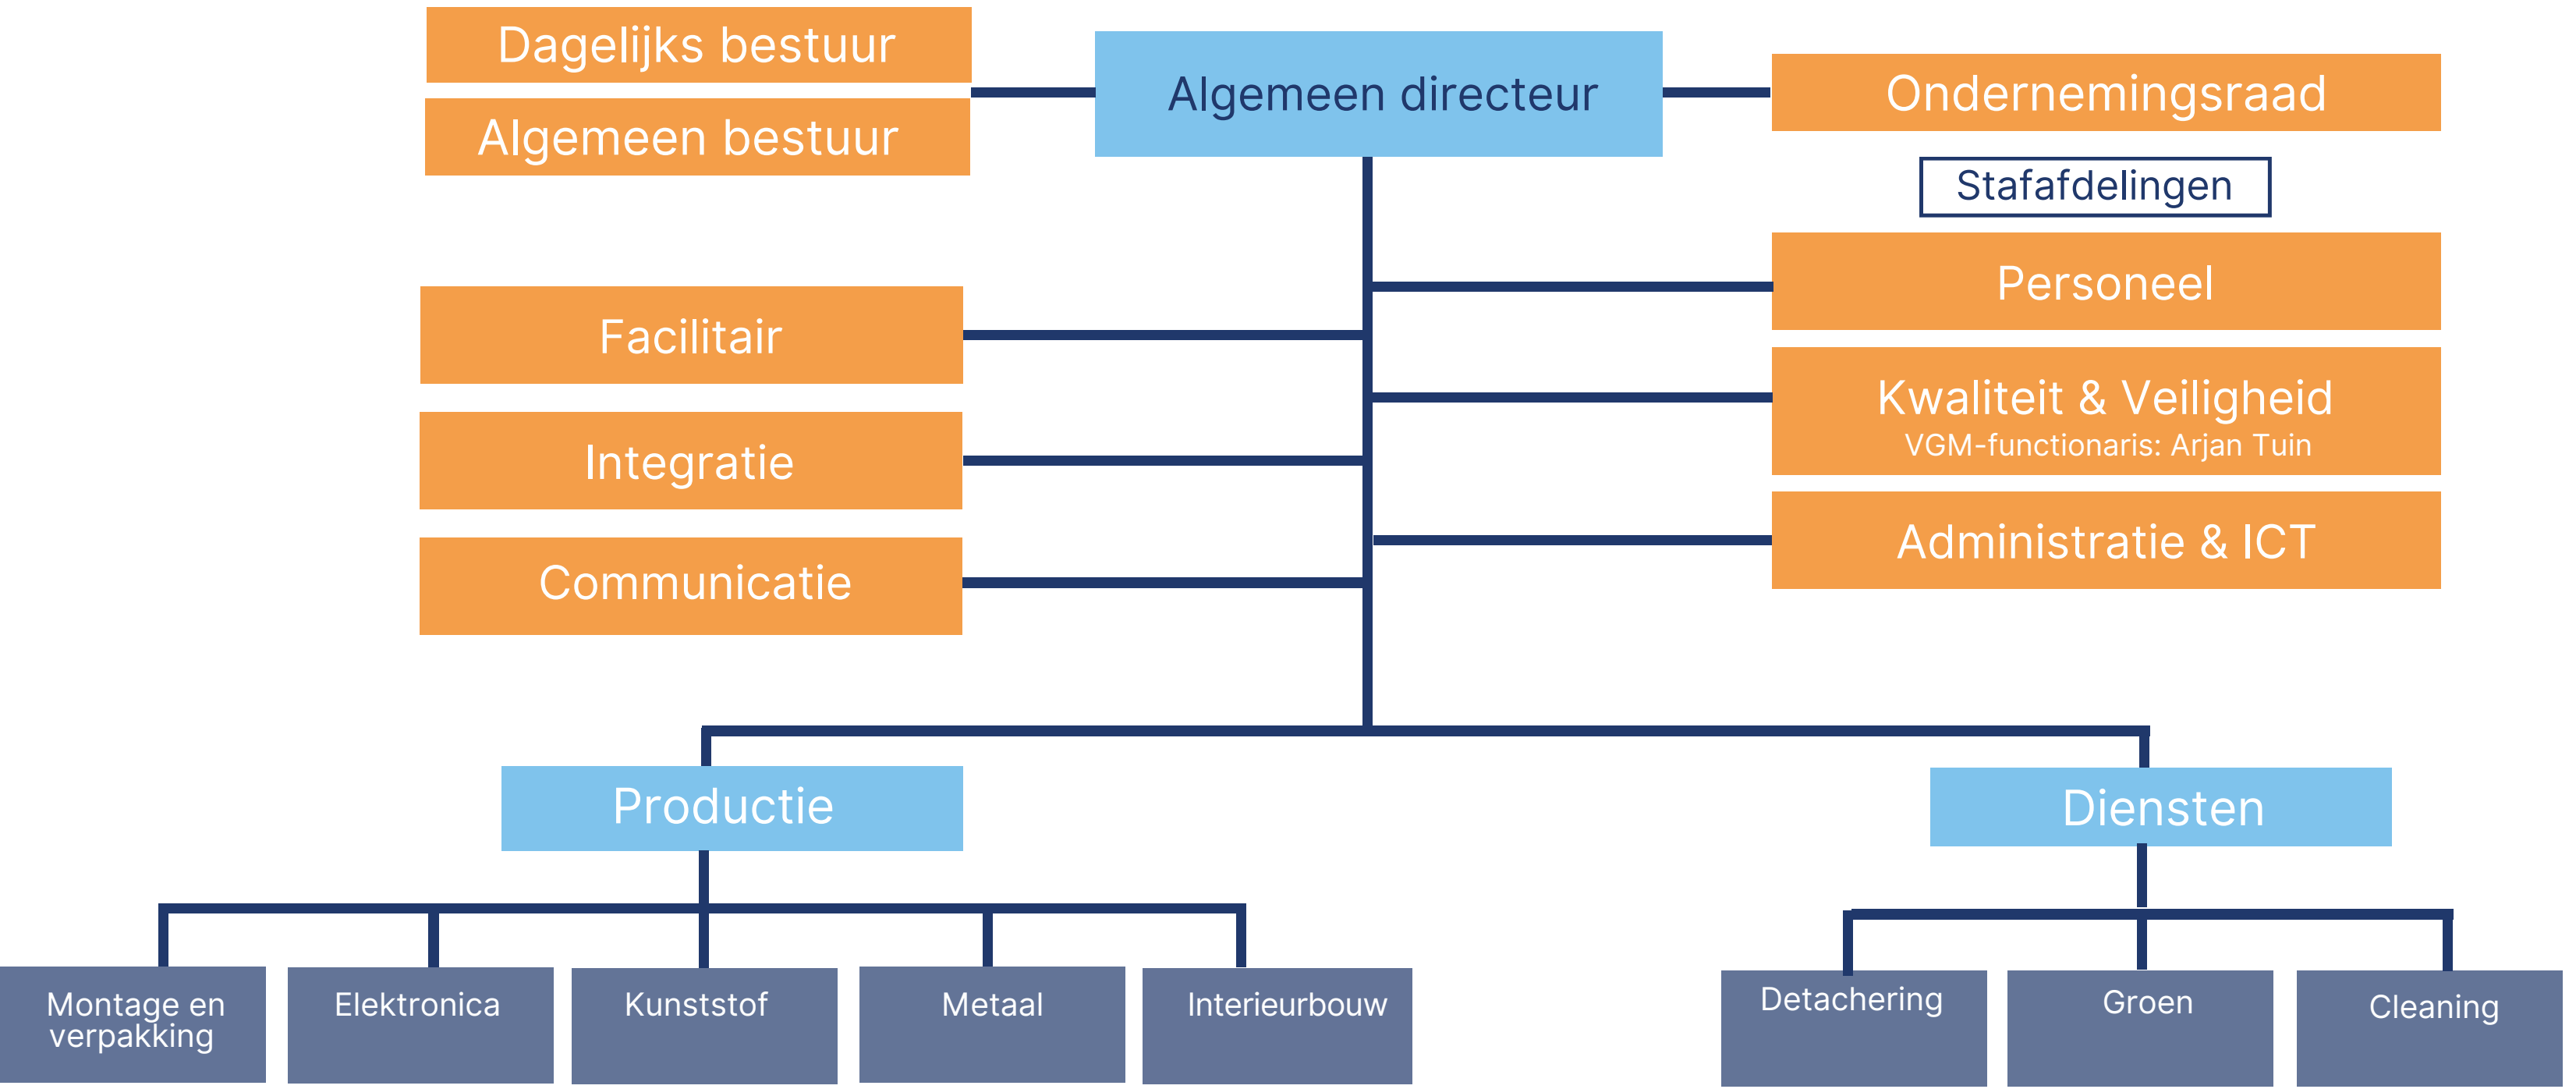 Dagelijks bestuur
Algemeen bestuur
Algemeen directeur
Ondernemingsraad
Stafafdelingen
Personeel
Facilitair
Kwaliteit & Veiligheid
VGM-functionaris: Arjan Tuin
Integratie
Administratie & ICT
Communicatie
Productie
Diensten
Montage en
verpakking
Elektronica
Kunststof
Metaal
Interieurbouw
Detachering
Groen
Cleaning